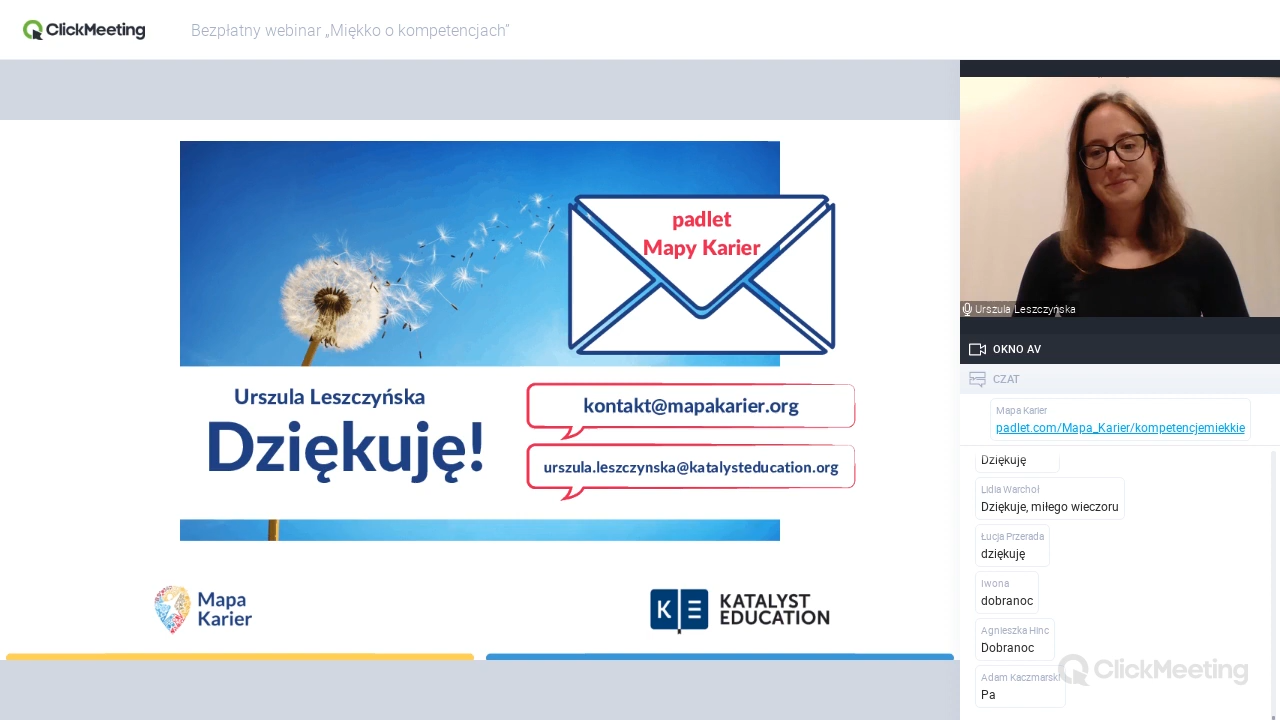 ClickMeeting
Bezpłatny webinar „Miękko o kompetencjach”
padlet
Mapy Karier
Urszula Leszczyńska
Dziękuję!
kontakt@mapakarier.org
urszula.leszczynska@katalysteducation.org
Mapa
Karier
K E
KATALYST
EDUCATION
Urszula Leszczyńska
OKNO AV
CZAT
Mapa Karier
padlet.com/Mapa_Karier/kompetencjemiekkie
Dziękuję
Lidia Warchoł
Dziękuje, miłego wieczoru
Łucja Przerada
dziękuję
Iwona
dobranoc
Agnieszka Hinc
Dobranoc
Adam Kaczmarski
Pa
ClickMeeting